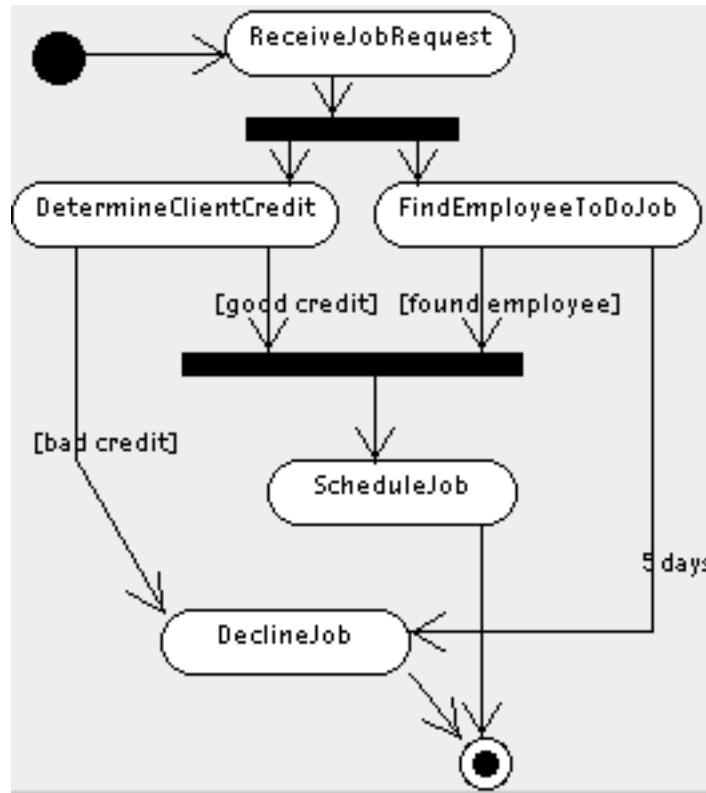 ReceiveJobRequest
DetermineClientCredit
FindEmployeeToDoJob
[good credit]
[found employee]
[bad credit]
ScheduleJob
5 days
DeclineJob